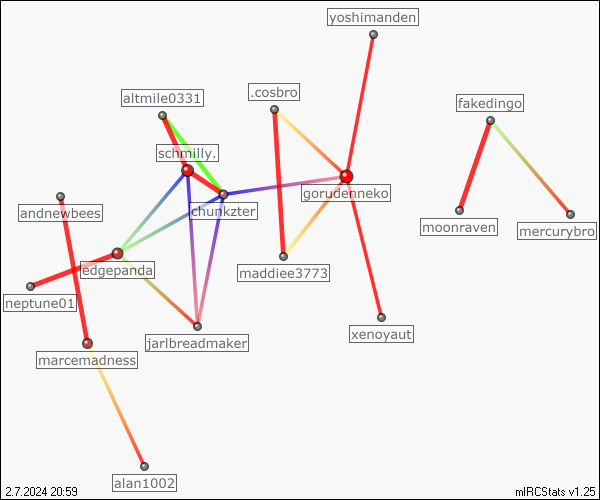 yoshimanden
altmile0331
.cosbro
fakedingo
schmilly.
gorudenneko
andnewbees
chunkzter
moonraven
mercurybro
edgepanda
maddiee3773
neptune01
xenoyaut
jarlbreadmaker
marcemadness
alan1002
2.7.2024 20:59
mIRCStats v1.25